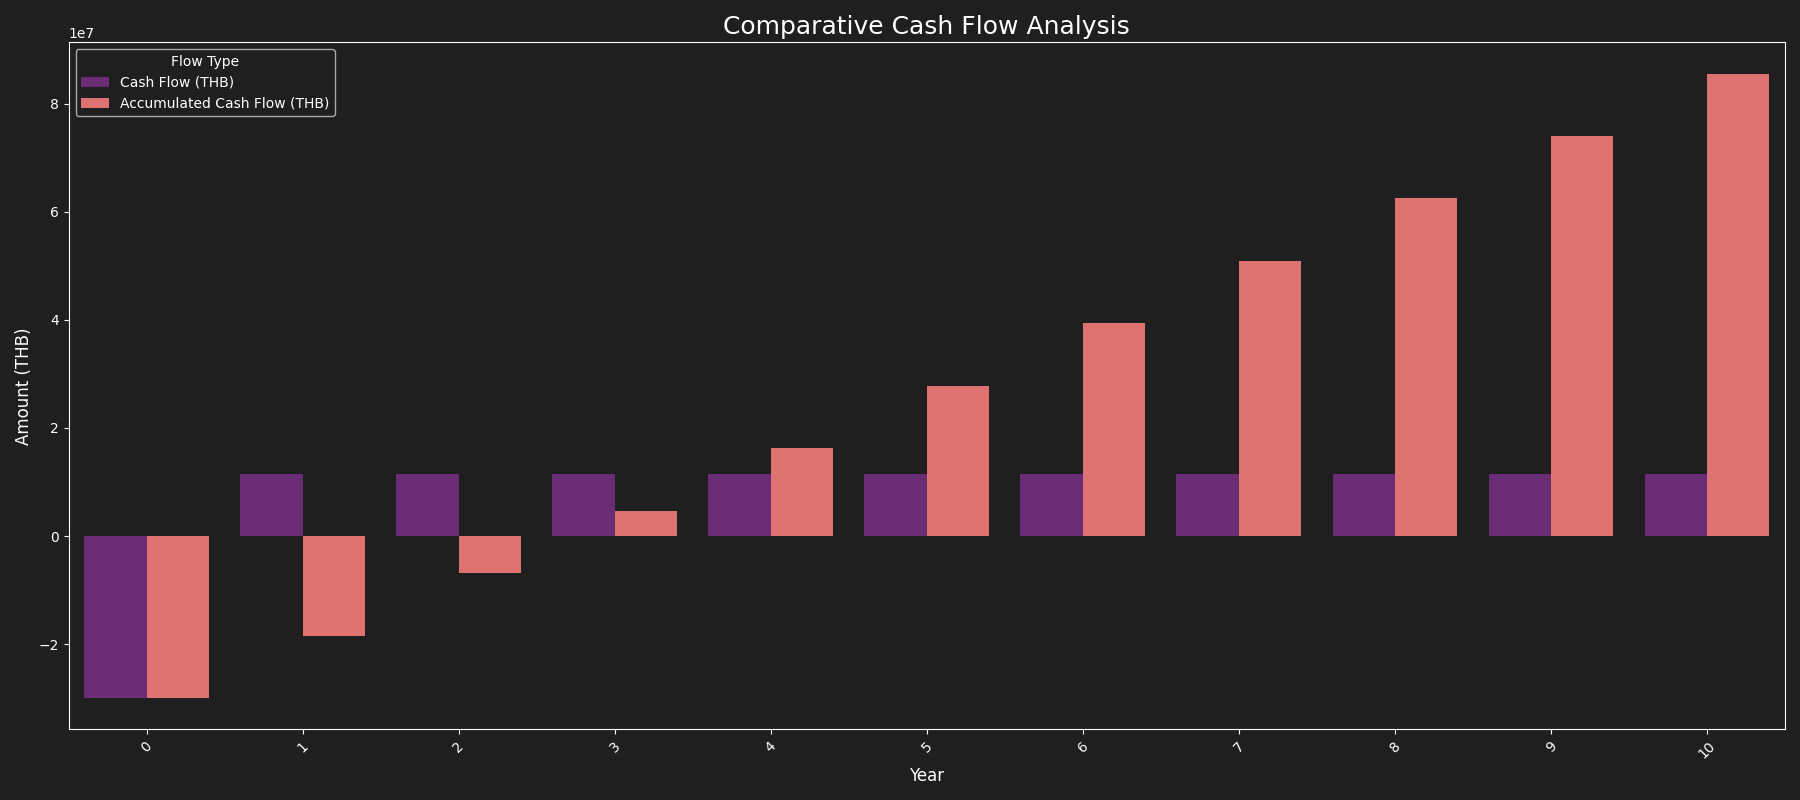 Comparative Cash Flow Analysis
1e7
Flow Type
Cash Flow (THB)
Accumulated Cash Flow (THB)
8
6
4
2
0
−2
Amount (THB)
0 1 2 3 4 5 6 7 8 9 10
Year